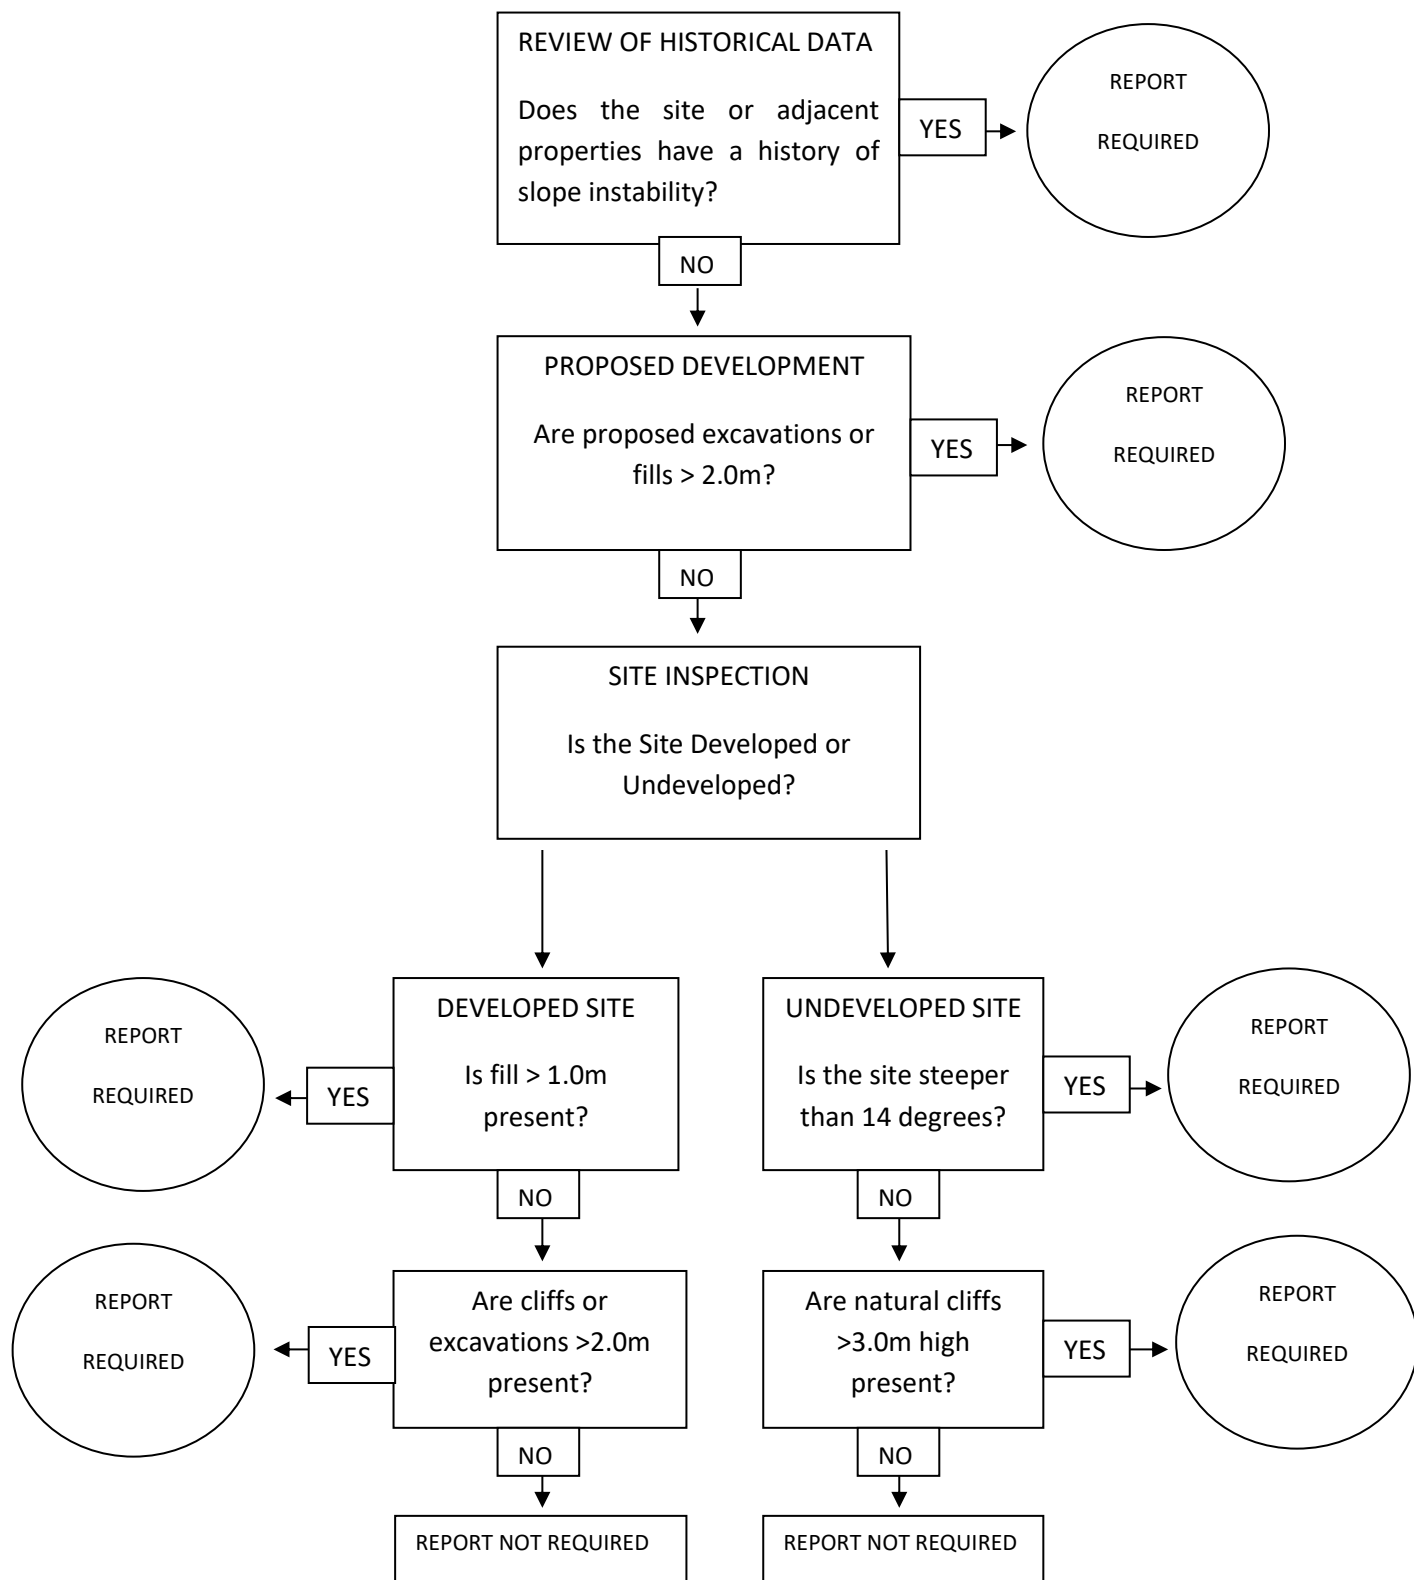 REVIEW OF HISTORICAL DATA
Does the site or adjacent
properties have a history of
slope instability?
YES
REPORT
REQUIRED
NO
PROPOSED DEVELOPMENT
Are proposed excavations or
fills > 2.0m?
YES
REPORT
REQUIRED
NO
SITE INSPECTION
Is the Site Developed or
Undeveloped?
DEVELOPED SITE
Is fill > 1.0m
present?
YES
REPORT
REQUIRED
NO
Are cliffs or
excavations >2.0m
present?
YES
REPORT
REQUIRED
NO
REPORT NOT REQUIRED
UNDEVELOPED SITE
Is the site steeper
than 14 degrees?
YES
REPORT
REQUIRED
NO
Are natural cliffs
>3.0m high
present?
YES
REPORT
REQUIRED
NO
REPORT NOT REQUIRED